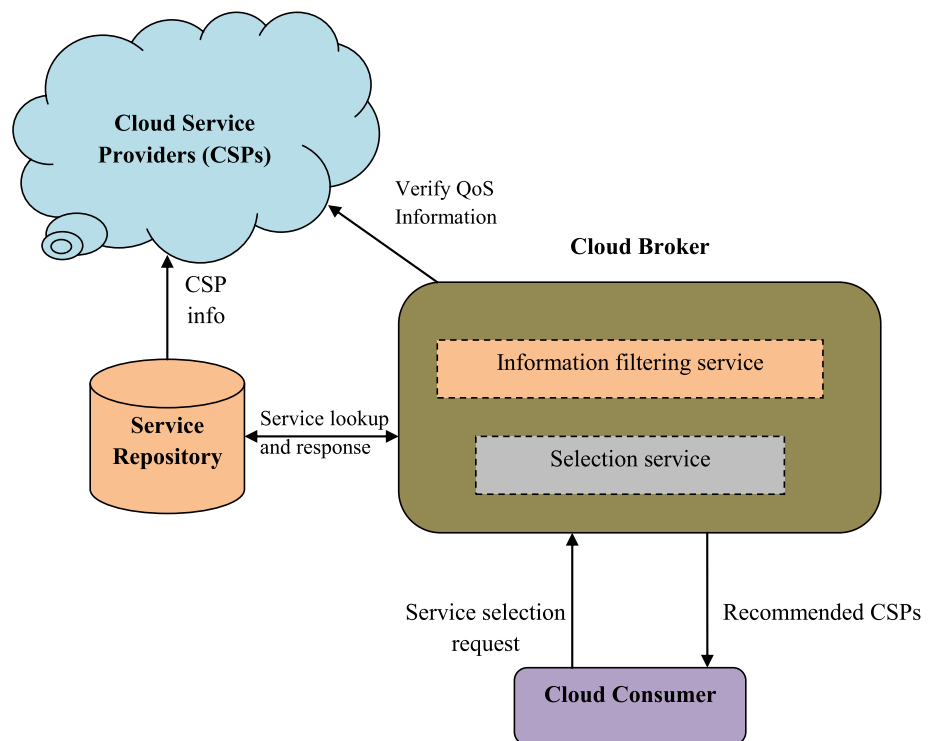 Cloud Service
Providers (CSPs)
Verify QoS
Information
Cloud Broker
CSP
info
Information filtering service
Service
Repository
Service lookup
and response
Selection service
Service selection
request
Recommended CSPs
Cloud Consumer